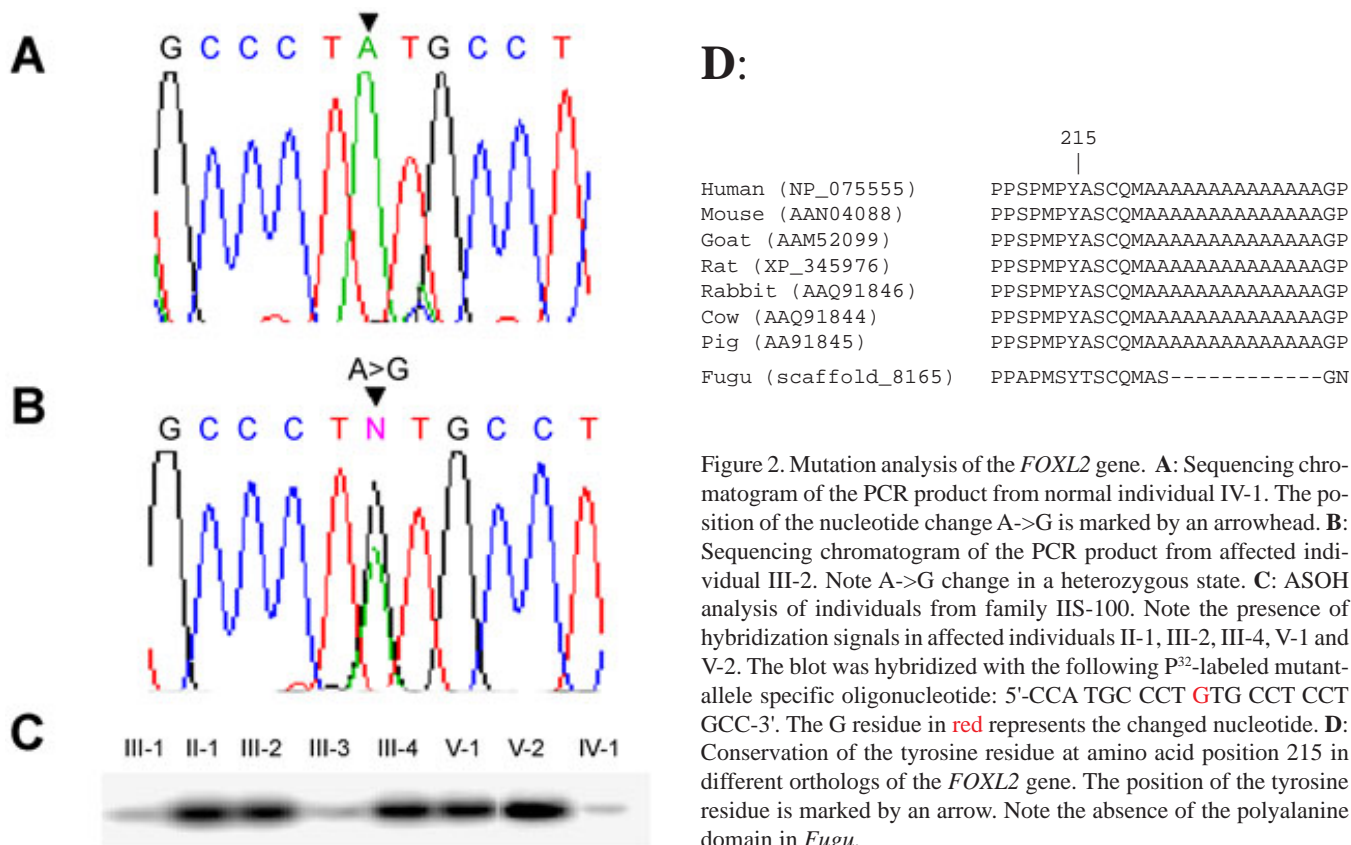 A
G C C C T A T G C C T
B
A>G
G C C C T N T G C C T
C
III-1 II-1 III-2 III-3 III-4 V-1 V-2 IV-1
D:
215
Human (NP_075555) PPSPMPYASCQMAAAAAAAAAAAAAAGP
Mouse (AAN04088) PPSPMPYASCQMAAAAAAAAAAAAAAGP
Goat (AAM52099) PPSPMPYASCQMAAAAAAAAAAAAAAGP
Rat (XP_345976) PPSPMPYASCQMAAAAAAAAAAAAAAGP
Rabbit (AAQ91846) PPSPMPYASCQMAAAAAAAAAAAAAAGP
Cow (AAQ91844) PPSPMPYASCQMAAAAAAAAAAAAAAGP
Pig (AA91845) PPSPMPYASCQMAAAAAAAAAAAAAAGP
Fugu (scaffold_8165) PPAPMSYTSCQMAS------------GN
Figure 2. Mutation analysis of the FOXL2 gene. A: Sequencing chro-
matogram of the PCR product from normal individual IV-1. The po-
sition of the nucleotide change A->G is marked by an arrowhead. B:
Sequencing chromatogram of the PCR product from affected indi-
vidual III-2. Note A->G change in a heterozygous state. C: ASOH
analysis of individuals from family IIS-100. Note the presence of
hybridization signals in affected individuals II-1, III-2, III-4, V-1 and
V-2. The blot was hybridized with the following P32-labeled mutant-
allele specific oligonucleotide: 5'-CCA TGC CCT GTG CCT CCT
GCC-3'. The G residue in red represents the changed nucleotide. D:
Conservation of the tyrosine residue at amino acid position 215 in
different orthologs of the FOXL2 gene. The position of the tyrosine
residue is marked by an arrow. Note the absence of the polyalanine
domain in Fugu.